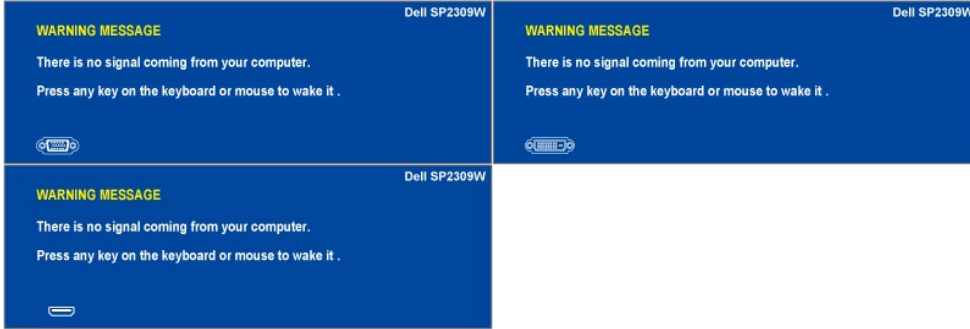 Dell SP2309W
WARNING MESSAGE
There is no signal coming from your computer.
Press any key on the keyboard or mouse to wake it .
Dell SP2309W
WARNING MESSAGE
There is no signal coming from your computer.
Press any key on the keyboard or mouse to wake it .
Dell SP2309W
WARNING MESSAGE
There is no signal coming from your computer.
Press any key on the keyboard or mouse to wake it .